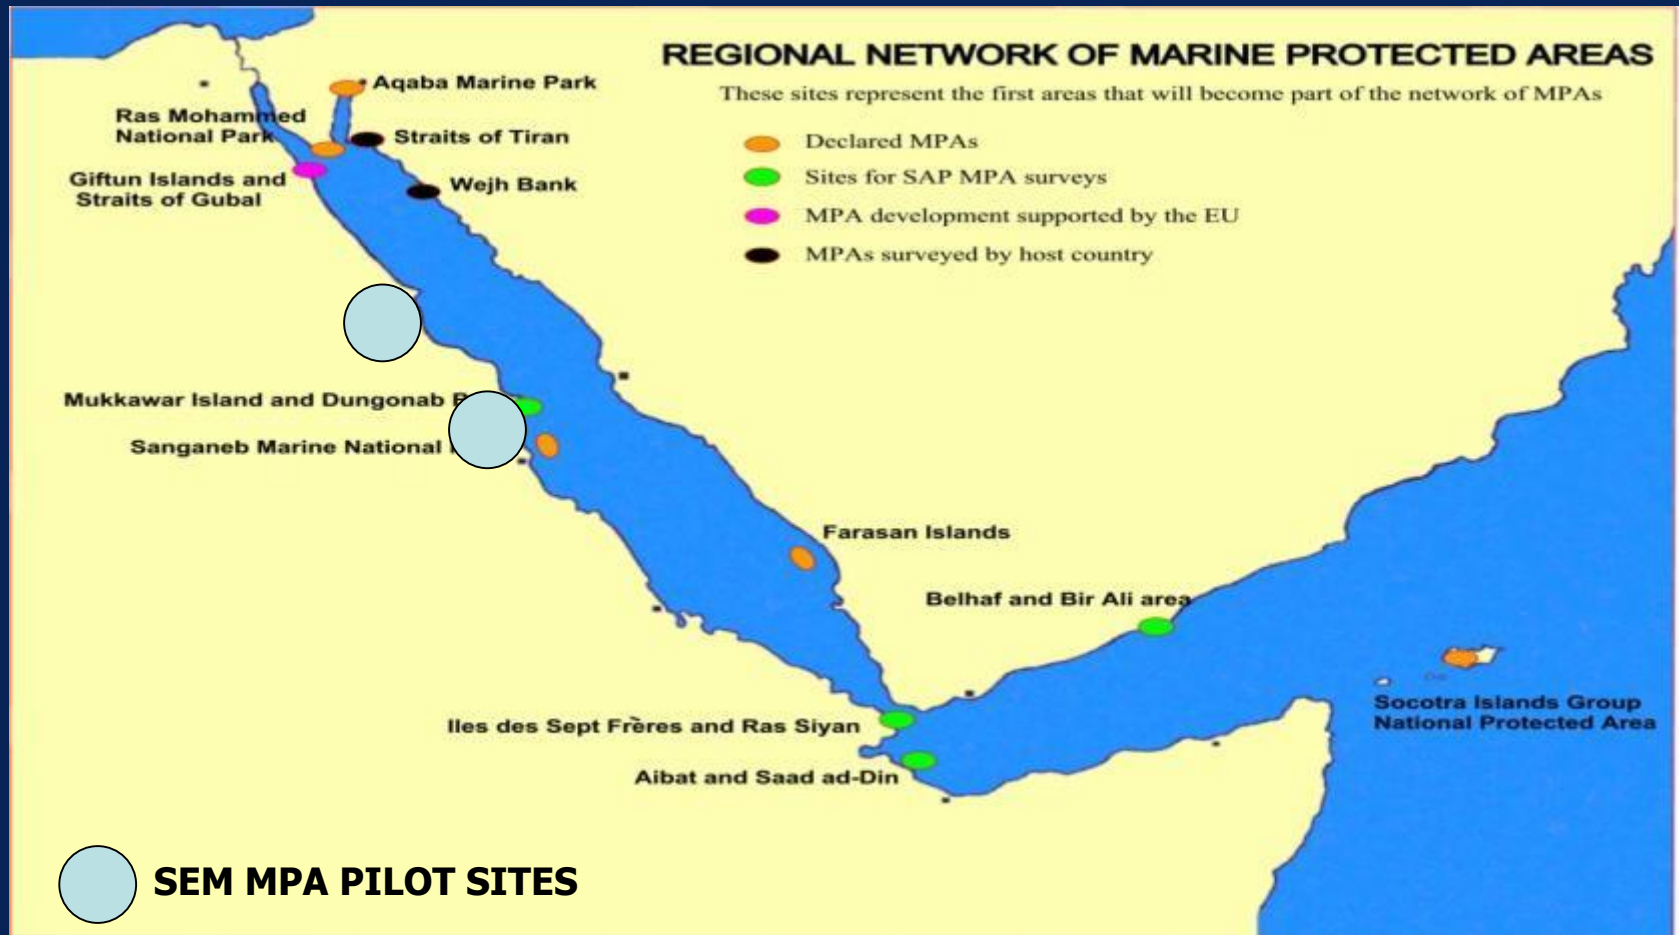 REGIONAL NETWORK OF MARINE PROTECTED AREAS
These sites represent the first areas that will become part of the network of MPAs
Declared MPAs
Sites for SAP MPA surveys
MPA development supported by the EU
MPAs surveyed by host country
Aqaba Marine Park
Ras Mohammed
National Park
Straits of Tiran
Giftun Islands and
Straits of Gubal
Wejh Bank
Mukkawar Island and Dungonab
Sanganeb Marine National
Farasan Islands
Belhaf and Bir Ali area
Socotra Islands Group
National Protected Area
Iles des Sept Frères and Ras Siyan
Aibat and Saad ad-Din
SEM MPA PILOT SITES